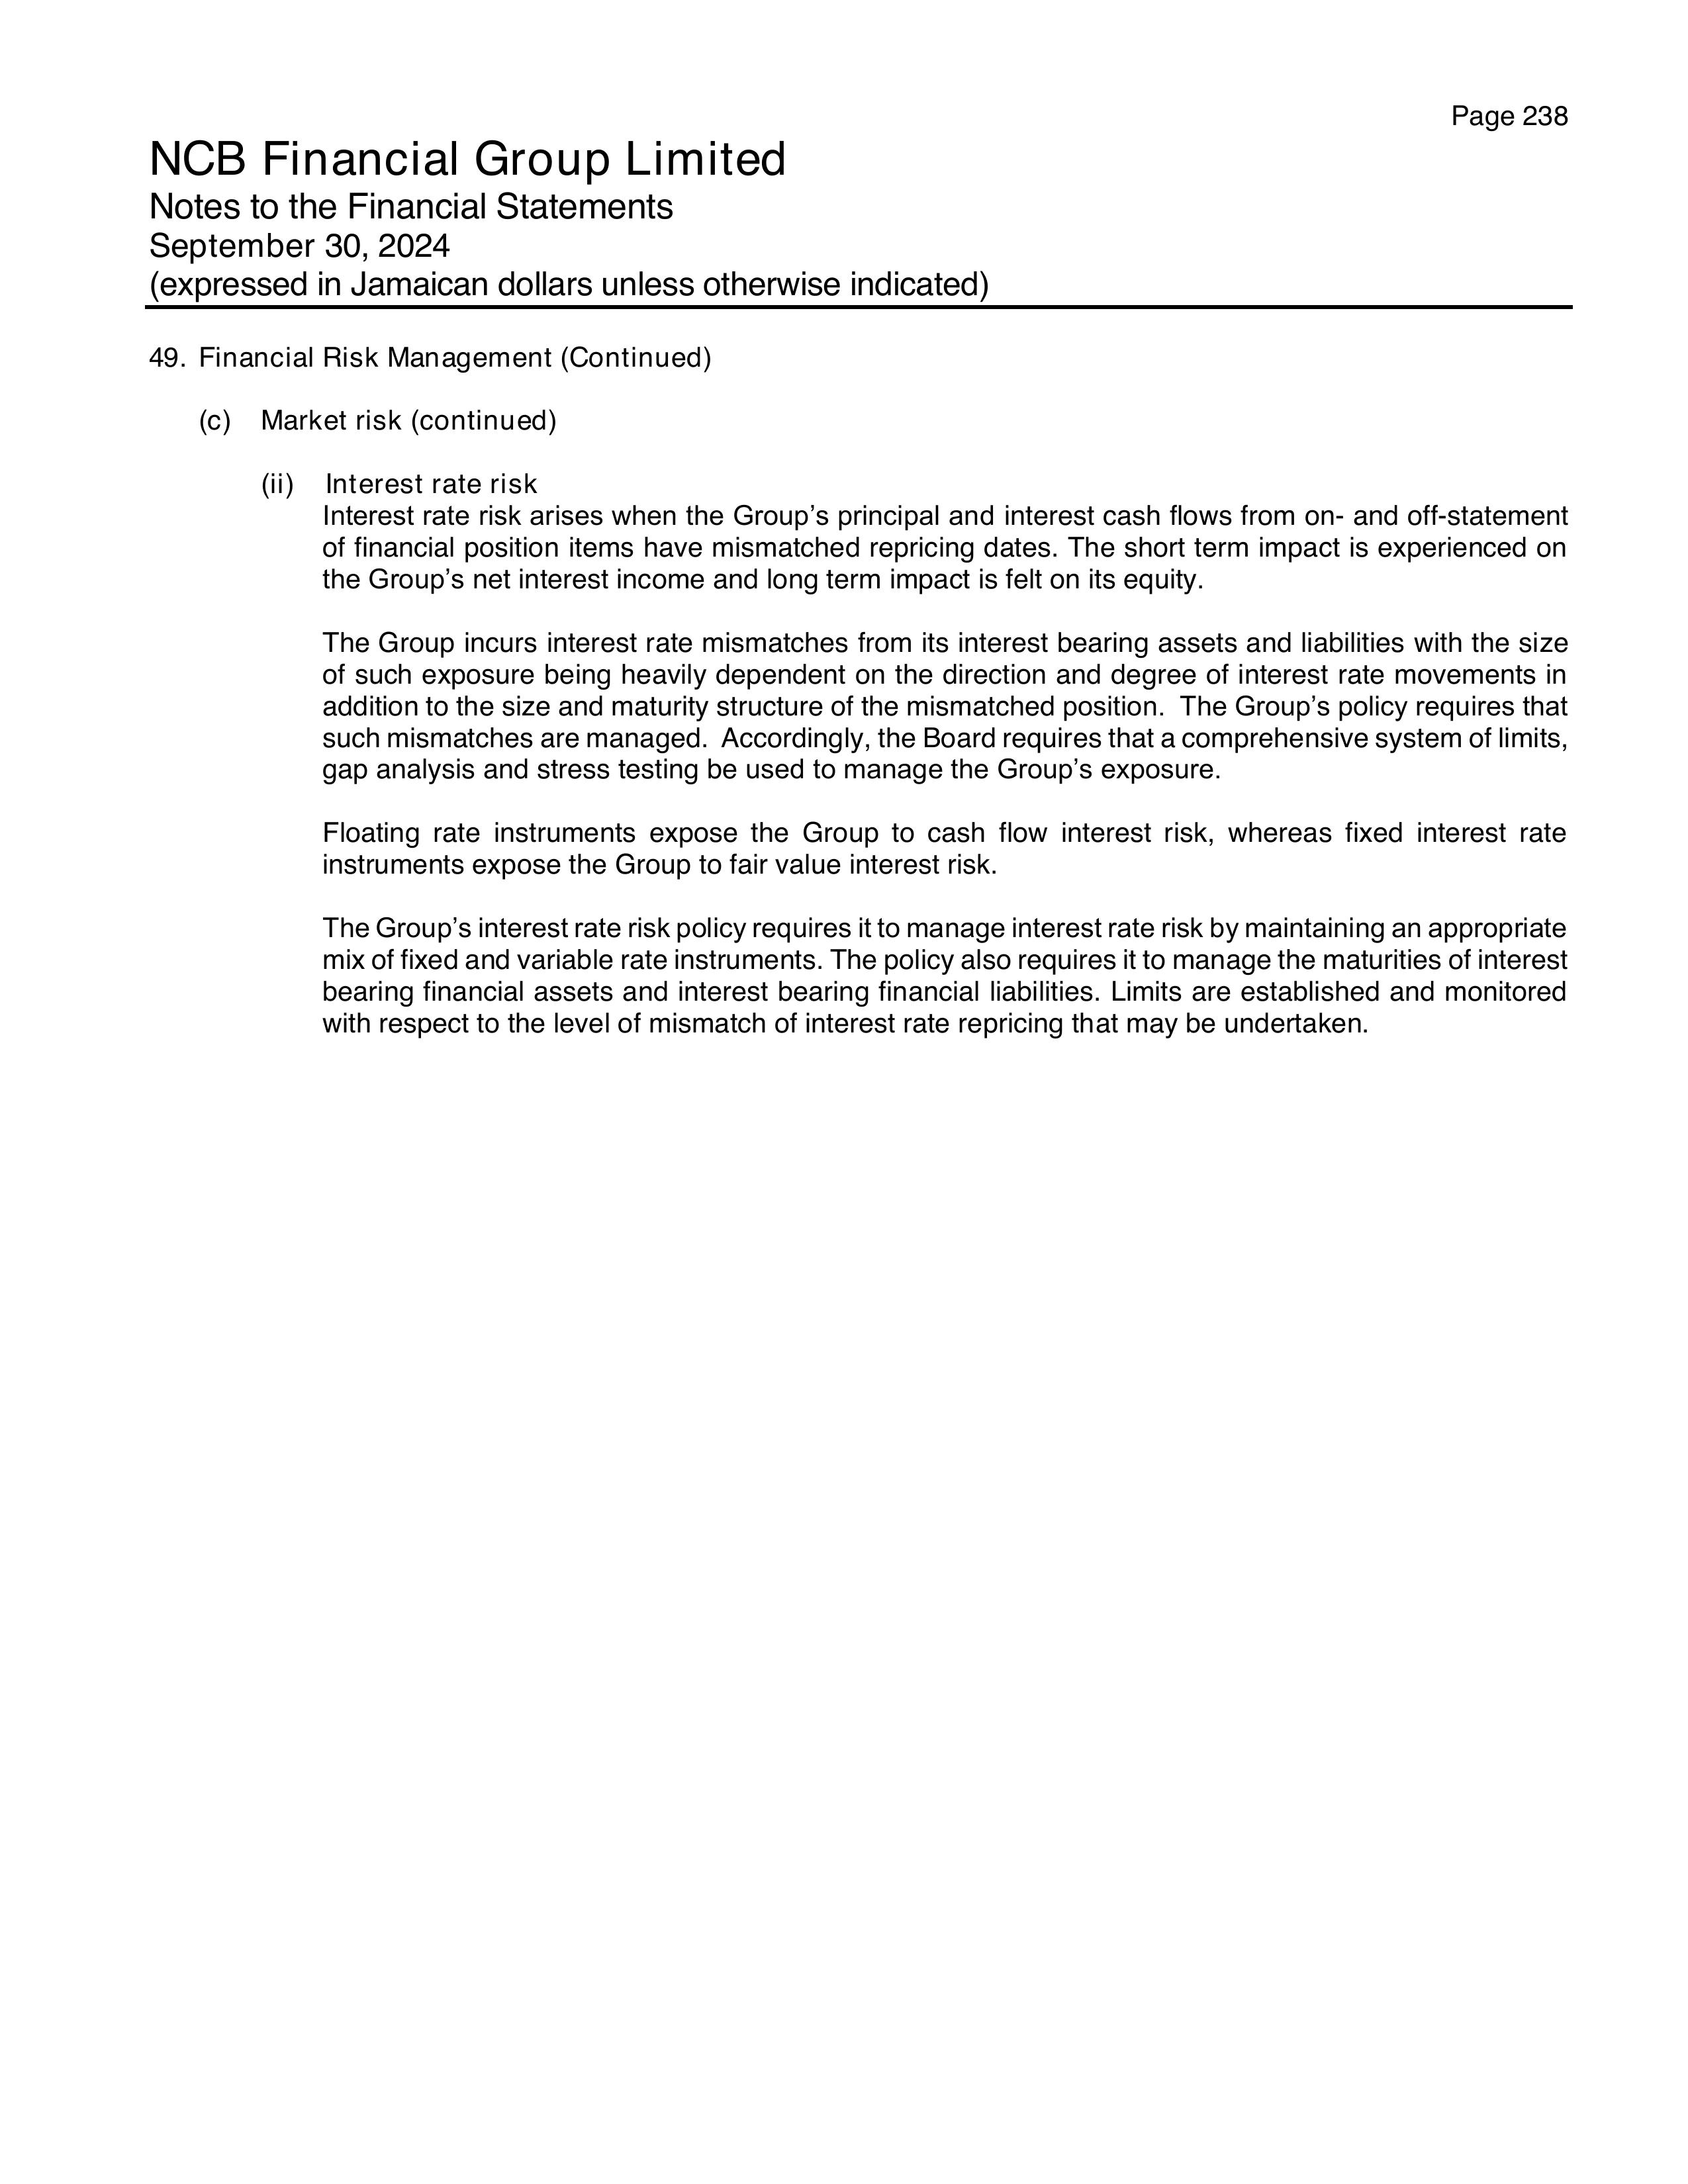 Page 238
NCB Financial Group Limited
Notes to the Financial Statements
September 30, 2024
(expressed in Jamaican dollars unless otherwise indicated)
49. Financial Risk Management (Continued)
(c) Market risk (continued)
(ii) Interest rate risk
Interest rate risk arises when the Group’s principal and interest cash flows from on- and off-statement
of financial position items have mismatched repricing dates. The short term impact is experienced on
the Group’s net interest income and long term impact is felt on its equity.
The Group incurs interest rate mismatches from its interest bearing assets and liabilities with the size
of such exposure being heavily dependent on the direction and degree of interest rate movements in
addition to the size and maturity structure of the mismatched position. The Group’s policy requires that
such mismatches are managed. Accordingly, the Board requires that a comprehensive system of limits,
gap analysis and stress testing be used to manage the Group’s exposure.
Floating rate instruments expose the Group to cash flow interest risk, whereas fixed interest rate
instruments expose the Group to fair value interest risk.
The Group’s interest rate risk policy requires it to manage interest rate risk by maintaining an appropriate
mix of fixed and variable rate instruments. The policy also requires it to manage the maturities of interest
bearing financial assets and interest bearing financial liabilities. Limits are established and monitored
with respect to the level of mismatch of interest rate repricing that may be undertaken.